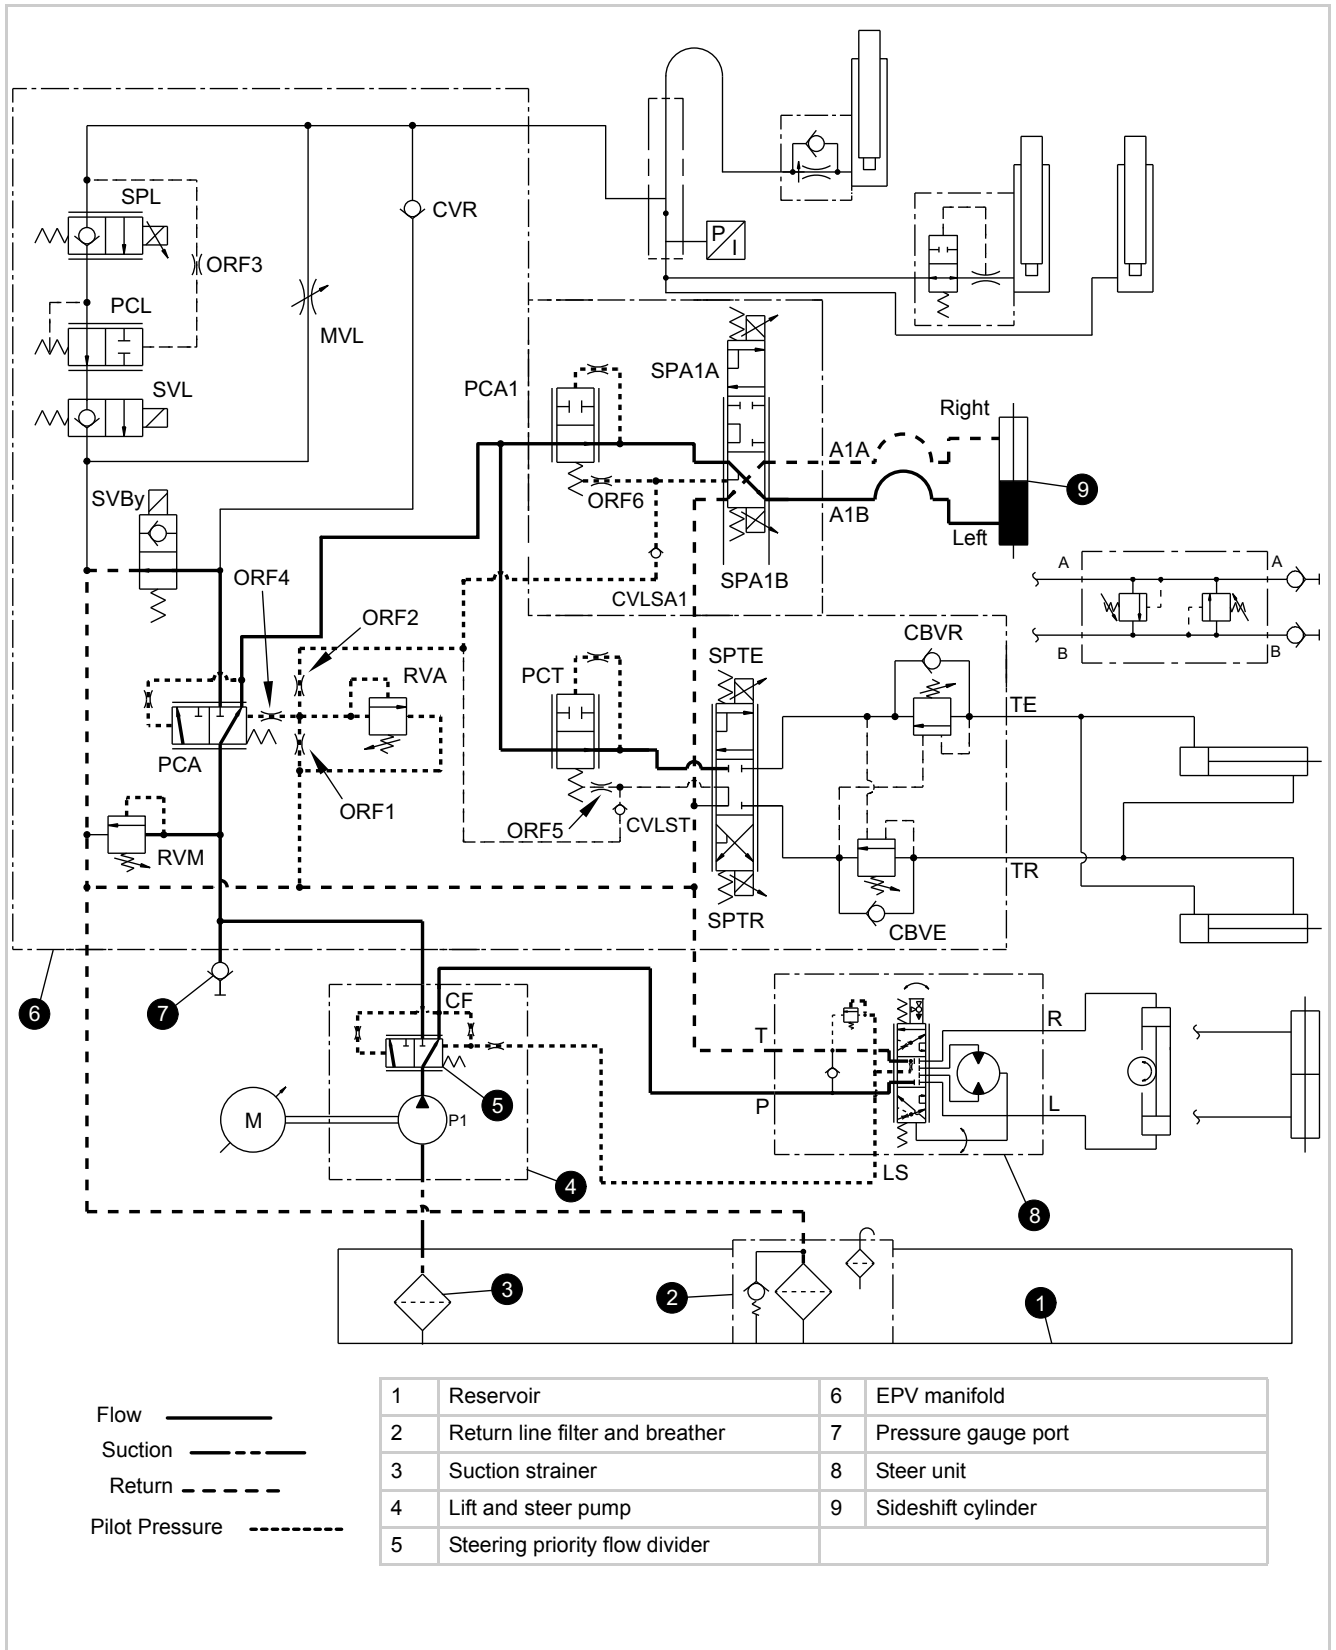 SPL
CVR
ORF3
P
I
PCL
MVL
SVL
PCA1
SPA1A
Right
A1A
9
SVBy
ORF6
A1B
Left
ORF4
CVLSA1
SPA1B
A
A
B
B
ORF2
CBVR
RVA
PCT
SPTE
TE
PCA
ORF1
ORF5
CVLST
RVM
TR
SPTR
CBVE
6
7
CF
T
R
5
M
P1
P
L
4
LS
8
3
2
1
Flow
Suction
Return
Pilot Pressure
1 Reservoir 6 EPV manifold
2 Return line filter and breather 7 Pressure gauge port
3 Suction strainer 8 Steer unit
4 Lift and steer pump 9 Sideshift cylinder
5 Steering priority flow divider